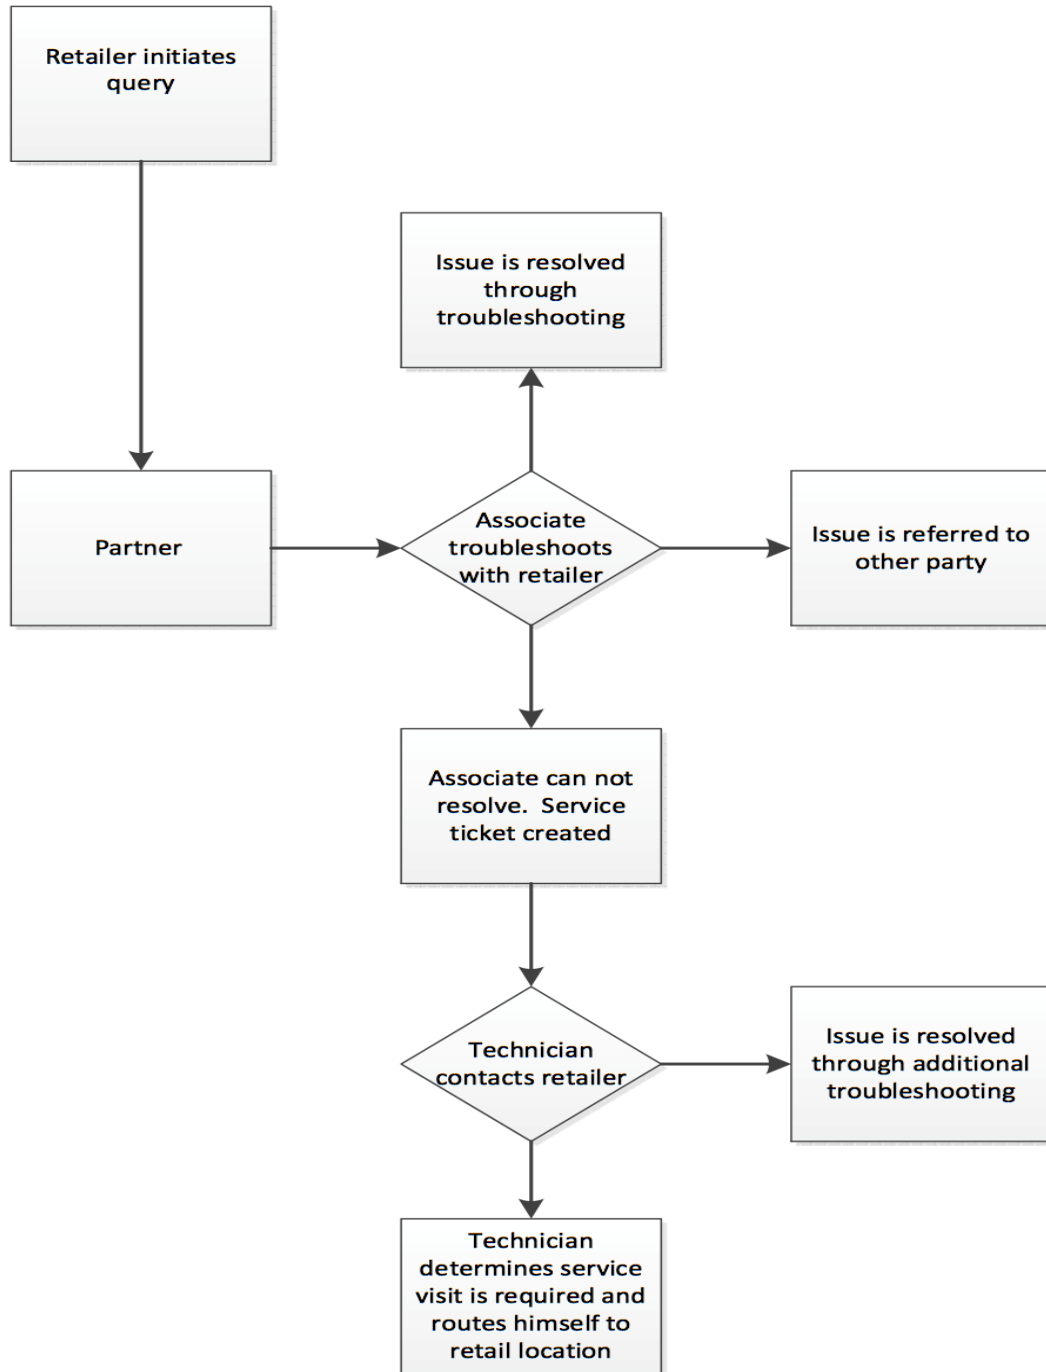 Retailer initiates
query
Issue is resolved
through
troubleshooting
Partner
Associate
troubleshoots
with retailer
Issue is referred to
other party
Associate can not
resolve.  Service
ticket created
Technician
contacts retailer
Issue is resolved
through additional
troubleshooting
Technician
determines service
visit is required and
routes himself to
retail location